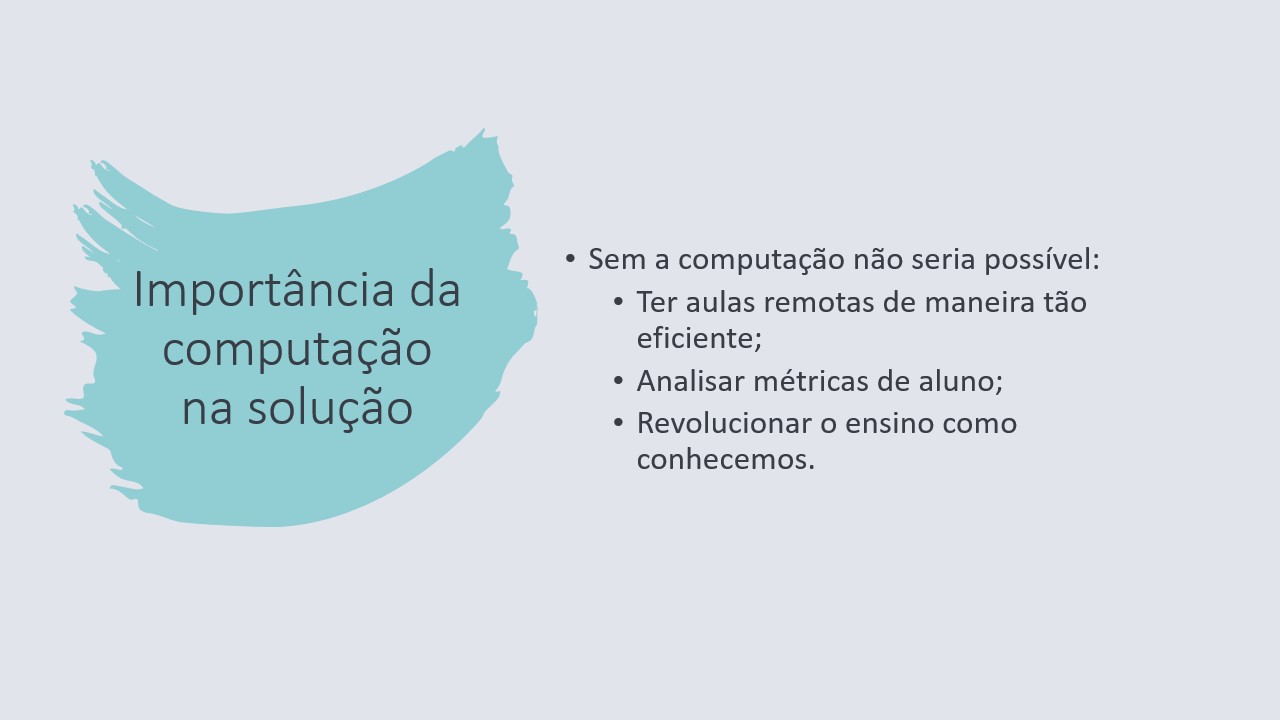 Importância da
computação
na solução
• Sem a computação não seria possível:
• Ter aulas remotas de maneira tão
eficiente;
• Analisar métricas de aluno;
• Revolucionar o ensino como
conhecemos.